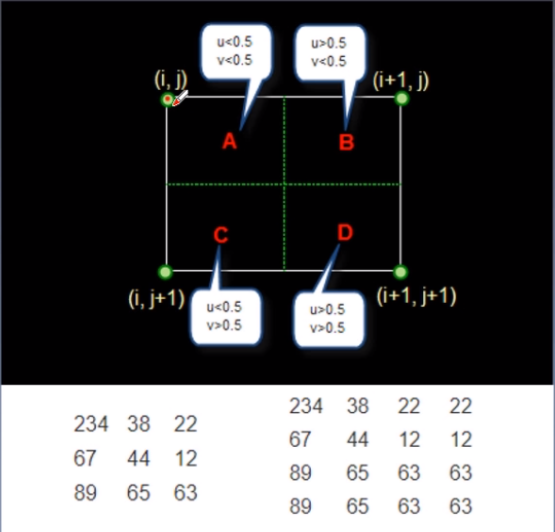 u<0.5
v<0.5
u>0.5
v<0.5
(i, j)
(i+1, j)
A
B
C
D
(i, j+1)
(i+1, j+1)
u<0.5
v>0.5
u>0.5
v>0.5
234 38 22
67 44 12
89 65 63
234 38 22 22
67 44 12 12
89 65 63 63
89 65 63 63